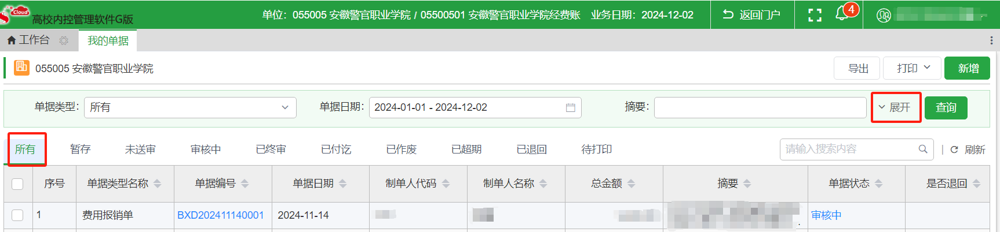 Cloud 高校内控管理软件G版 单位：055005 安徽警官职业学院 / 05500501 安徽警官职业学院经费账 业务日期：2024-12-02 返回门户 4
工作台 我的单据
055005 安徽警官职业学院 导出 打印 新增
单据类型： 所有 单据日期： 2024-01-01 - 2024-12-02 摘要： 展开 查询
所有 暂存 未送审 审核中 已终审 已付讫 已作废 已超期 已退回 待打印 请输入搜索内容 | 刷新
序号 单据类型名称 单据编号 单据日期 制单人代码 制单人名称 总金额 摘要 单据状态 是否退回
1 费用报销单 BXD202411140001 2024-11-14 审核中